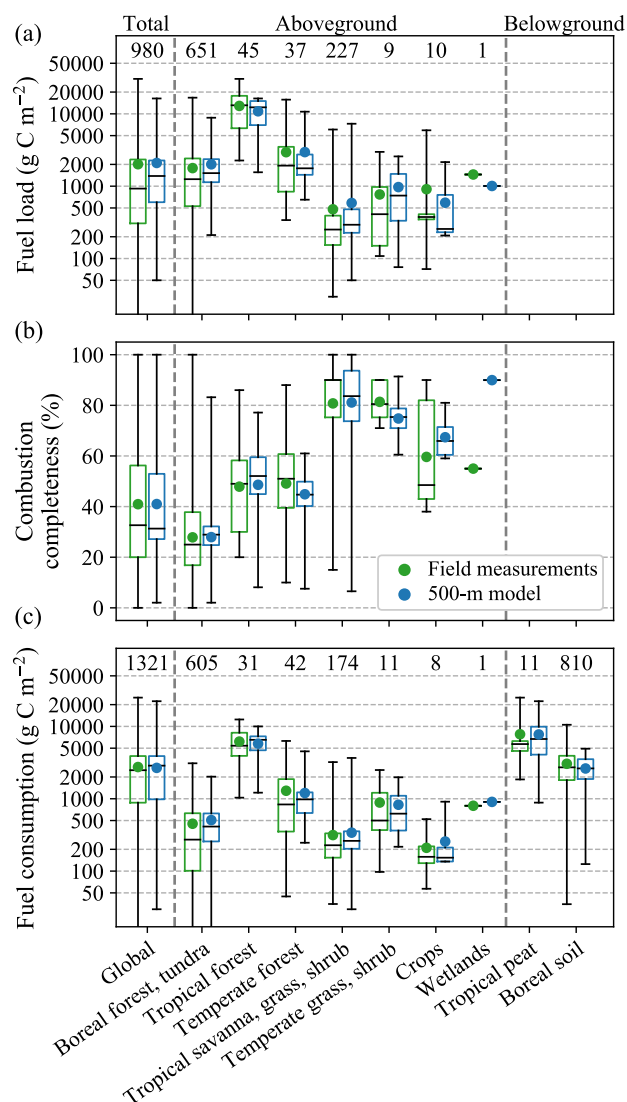 Total Aboveground Belowground
(a)
980 651 45 37 227 9 10 1
50000
20000
10000
5000
2000
1000
500
200
100
50
Fuel load (g C m−2)
(b)
100
80
60
40
20
0
Combustion
completeness (%)
Field measurements
500-m model
(c)
1321 605 31 42 174 11 8 1 11 810
50000
20000
10000
5000
2000
1000
500
200
100
50
Fuel consumption (g C m−2)
Global
Boreal forest, tundra
Tropical forest
Temperate forest
Tropical savanna, grass, shrub
Temperate grass, shrub
Crops
Wetlands
Tropical peat
Boreal soil